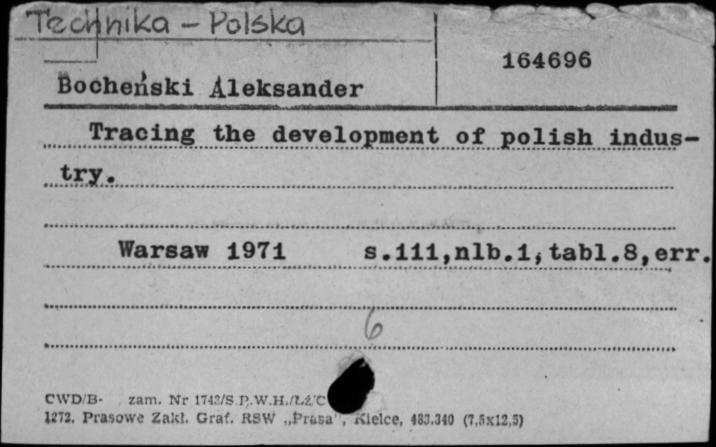 Technika - Polska
164696
Bocheński Aleksander
Tracing the development of polish indus-
try.
Warsaw 1971 s.111,nlb.1,tabl.8,err.
6
CWD/B- zam. Nr 1742/S P.W.H./Łź/C
1272. Prasowe Zakł. Graf. RSW „Prasa", Kielce, 483.340 (7,5x12,5)